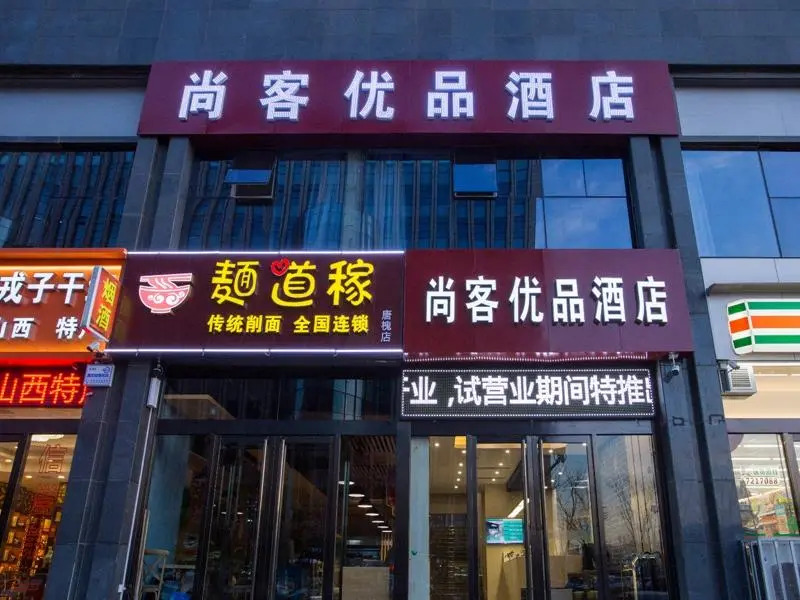 尚客优品酒店
戎子干
山西 特
烟酒
山西特
麺道稼
传统削面 全国连锁
唐槐店
尚客优品酒店
业,试营业期间特推
7217088